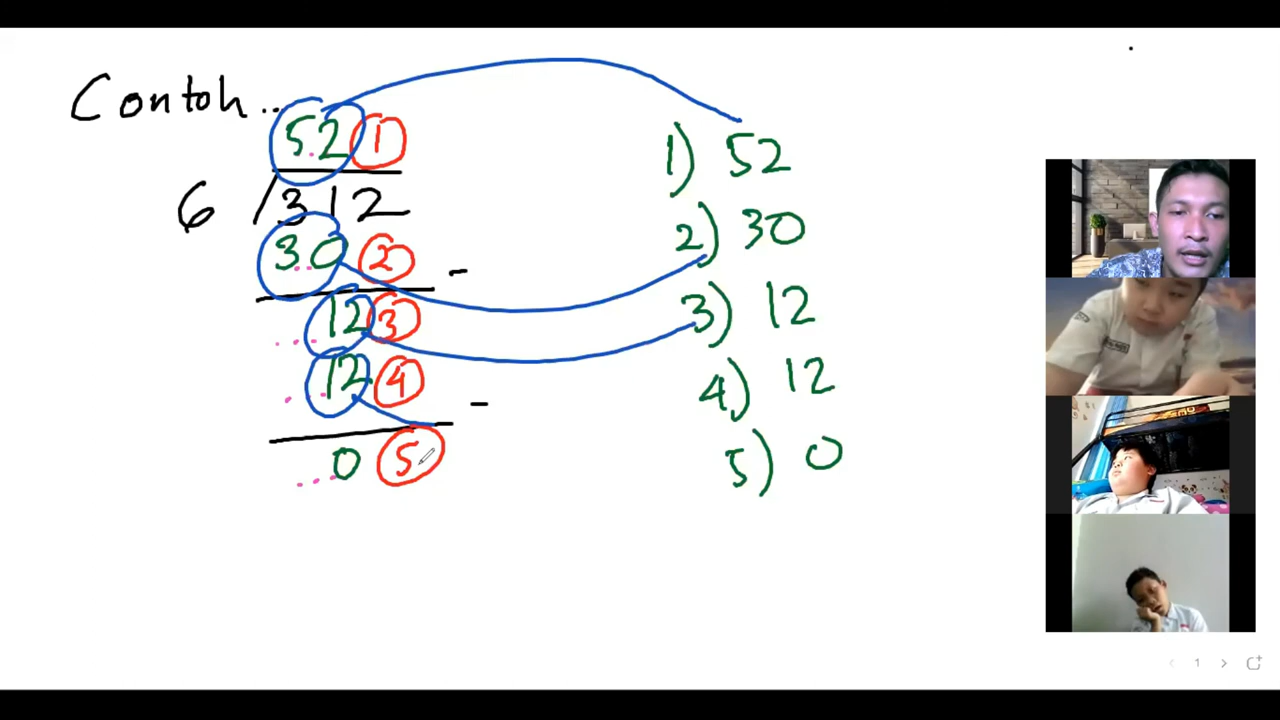 Contoh...
52 1
6 / 312
30 2 -
12 3
12 4 -
0 5
1) 52
2) 30
3) 12
4) 12
5) 0
1